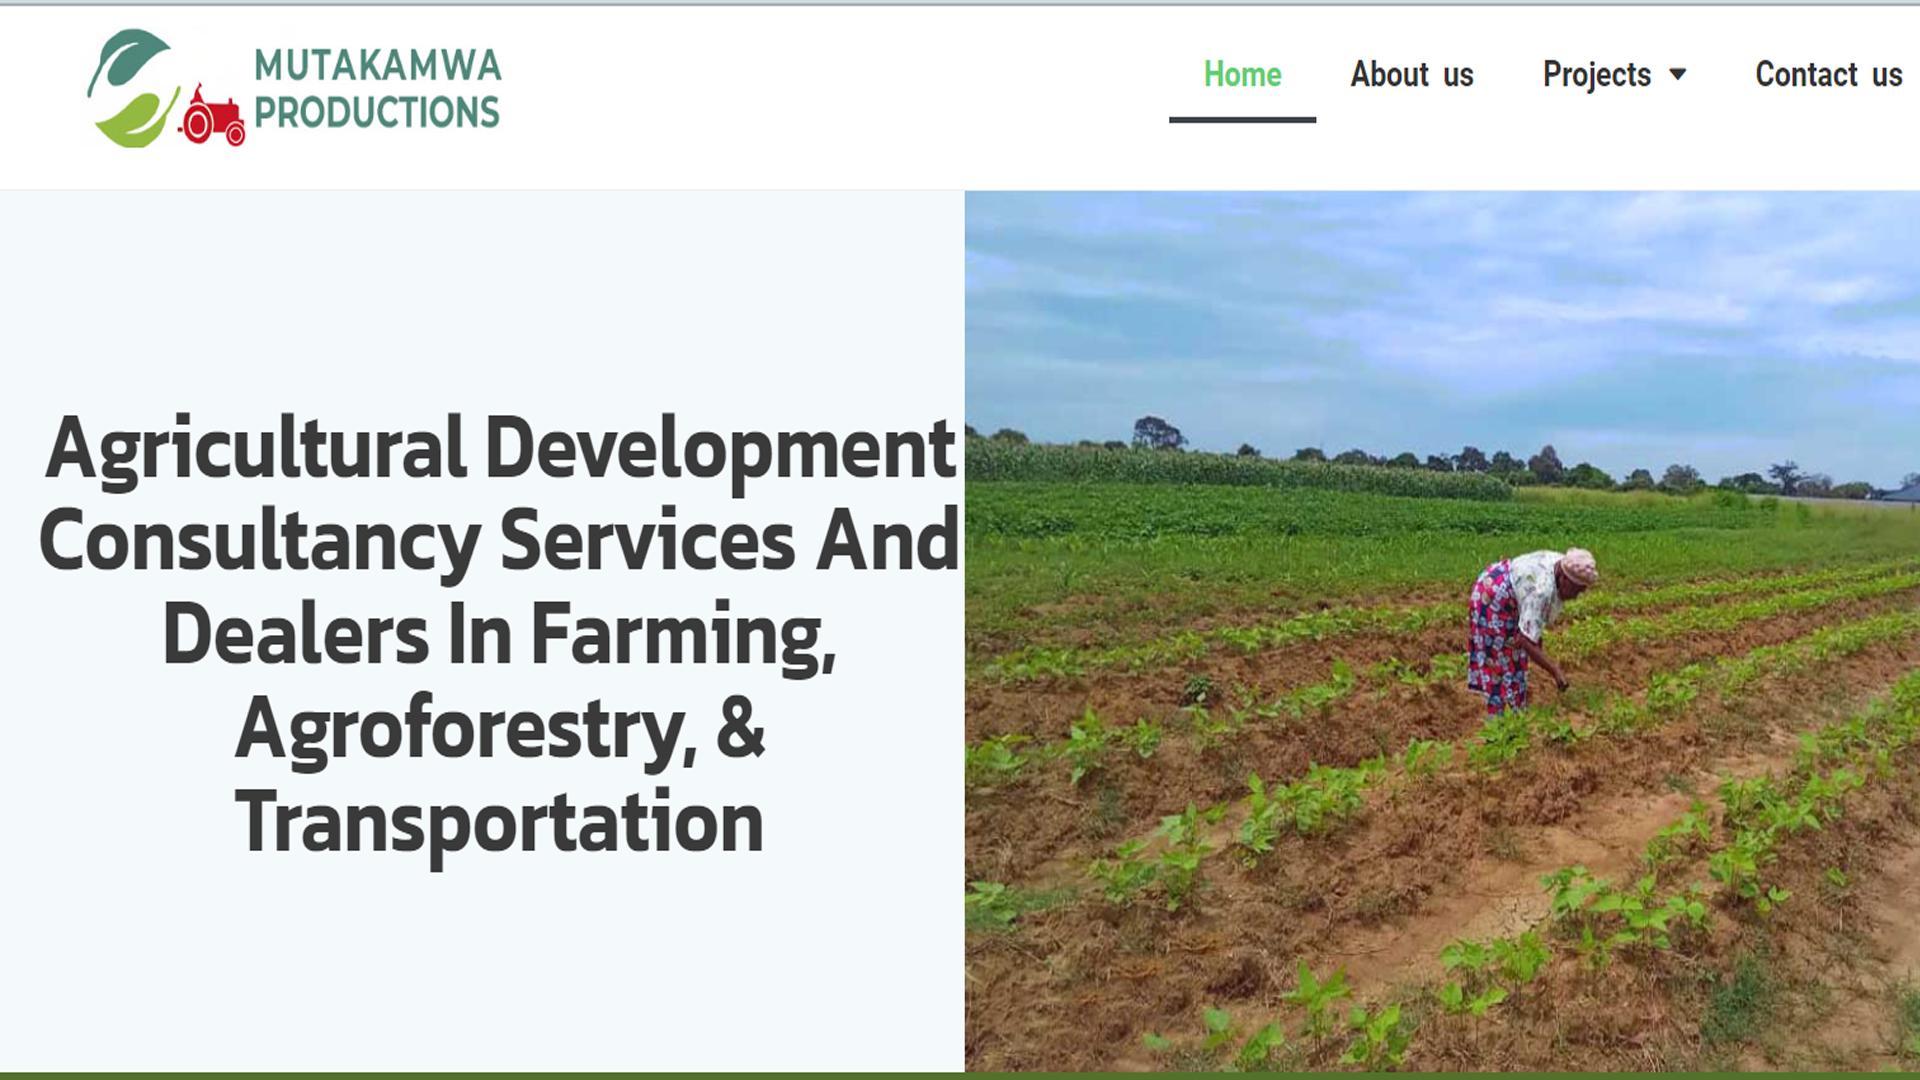 MUTAKAMWA
PRODUCTIONS
Home About us Projects Contact us
Agricultural Development
Consultancy Services And
Dealers In Farming,
Agroforestry, &
Transportation